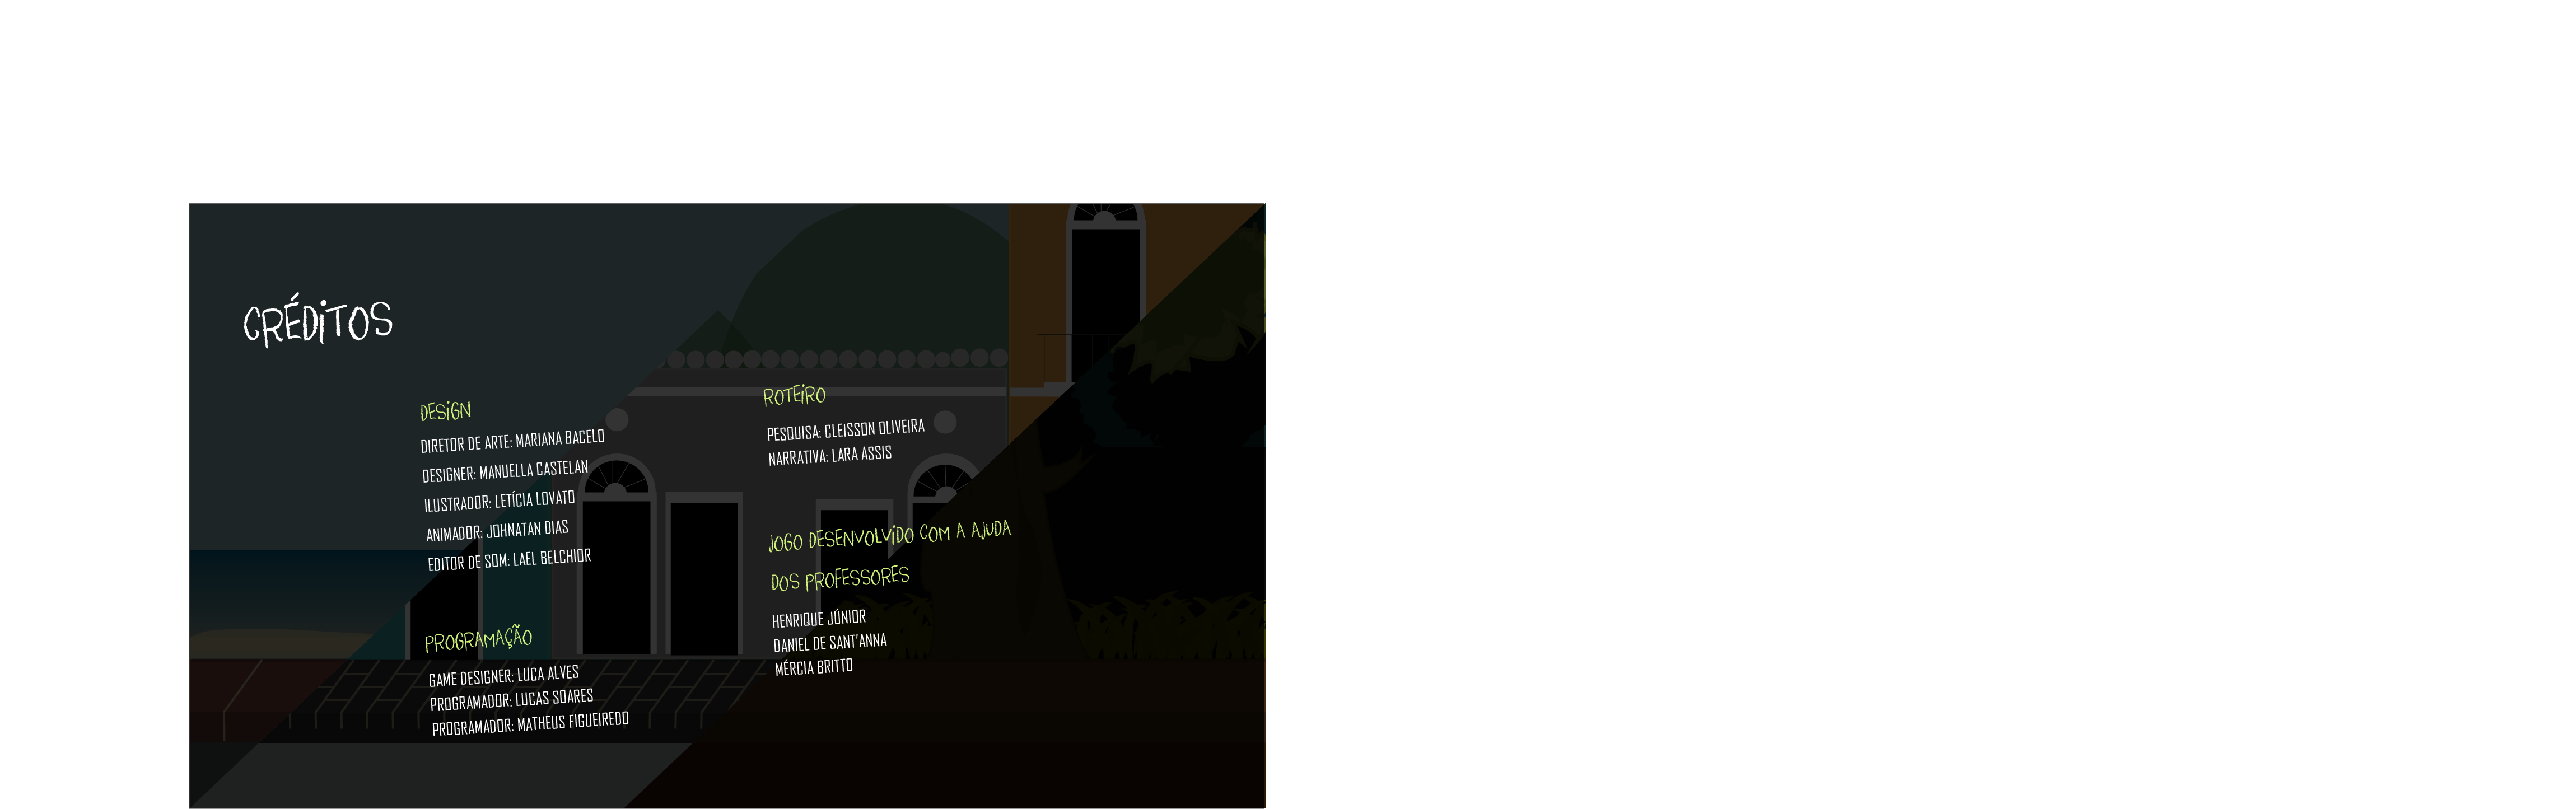 CRÉDITOS
DESIGN
DIRETOR DE ARTE: MARIANA BACELO
DESIGNER: MANUELLA CASTELAN
ILUSTRADOR: LETÍCIA LOVATO
ANIMADOR: JOHNATAN DIAS
EDITOR DE SOM: LAEL BELCHIOR
PROGRAMAÇÃO
GAME DESIGNER: LUCA ALVES
PROGRAMADOR: LUCAS SOARES
PROGRAMADOR: MATHEUS FIGUEIREDO
ROTEIRO
PESQUISA: CLEISSON OLIVEIRA
NARRATIVA: LARA ASSIS
JOGO DESENVOLVIDO COM A AJUDA
DOS PROFESSORES
HENRIQUE JÚNIOR
DANIEL DE SANT'ANNA
MÉRCIA BRITTO